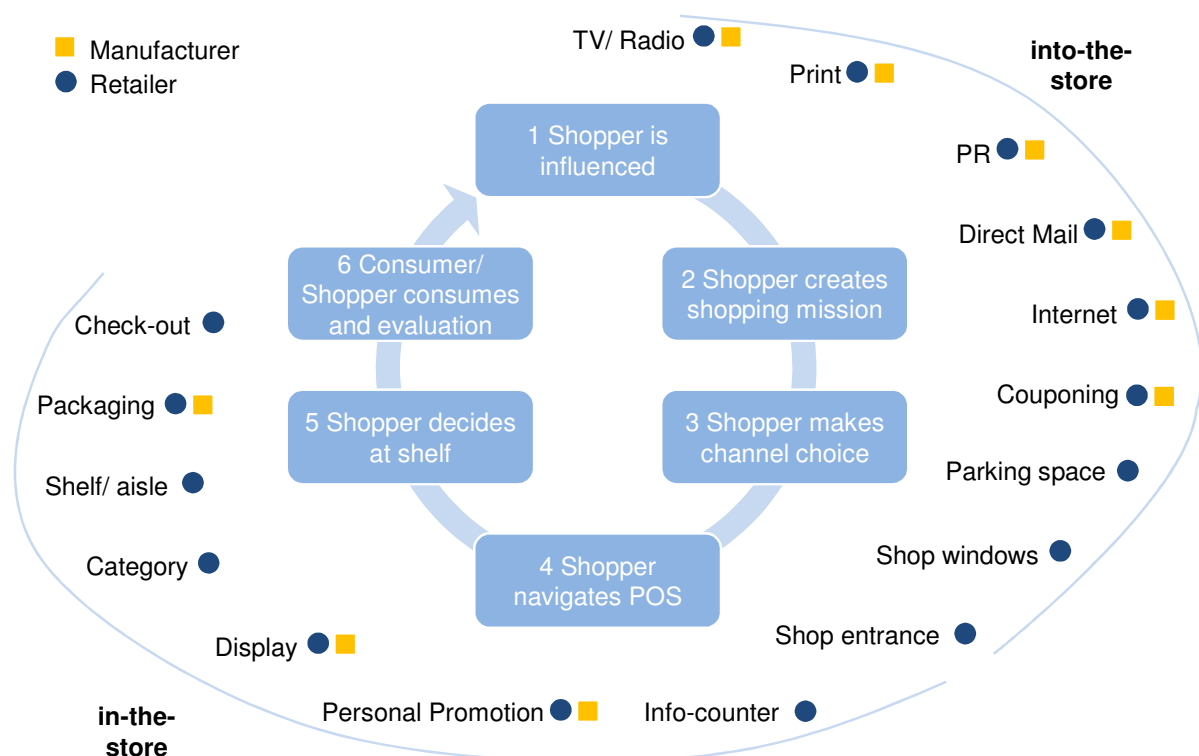 Manufacturer
Retailer
TV/ Radio
Print
into-the-
store
PR
Direct Mail
Internet
Couponing
Parking space
Shop windows
Shop entrance
1 Shopper is
influenced
2 Shopper creates
shopping mission
3 Shopper makes
channel choice
4 Shopper
navigates POS
5 Shopper decides
at shelf
6 Consumer/
Shopper consumes
and evaluation
Check-out
Packaging
Shelf/ aisle
Category
Display
Personal Promotion
Info-counter
in-the-
store